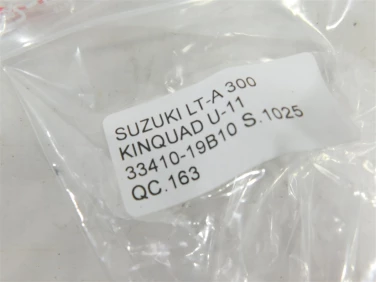 SUZUKI LT-A 300
KINQUAD U-11
33410-19B10 S.1025
QC.163